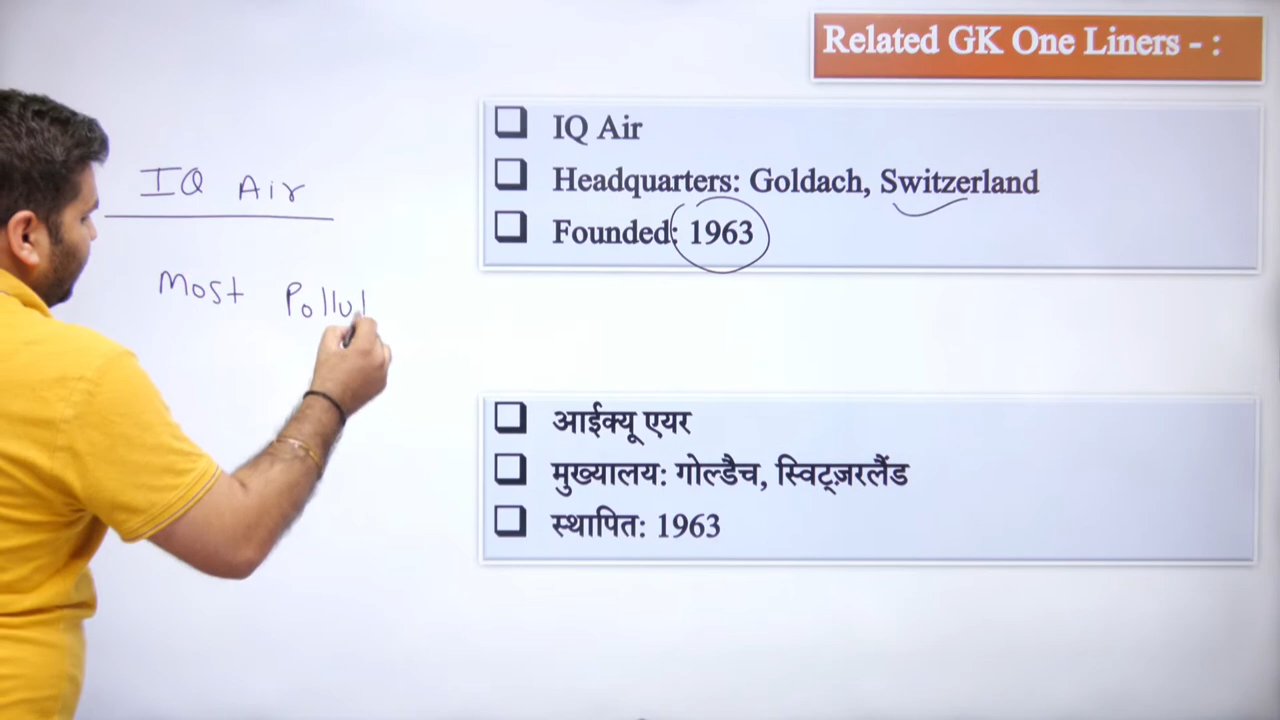 Related GK One Liners - :
IQ Air
Headquarters: Goldach, Switzerland
Founded: 1963
IQ Air
Most
आईक्यू एयर
मुख्यालय: गोल्डैच, स्विट्ज़रलैंड
स्थापित: 1963